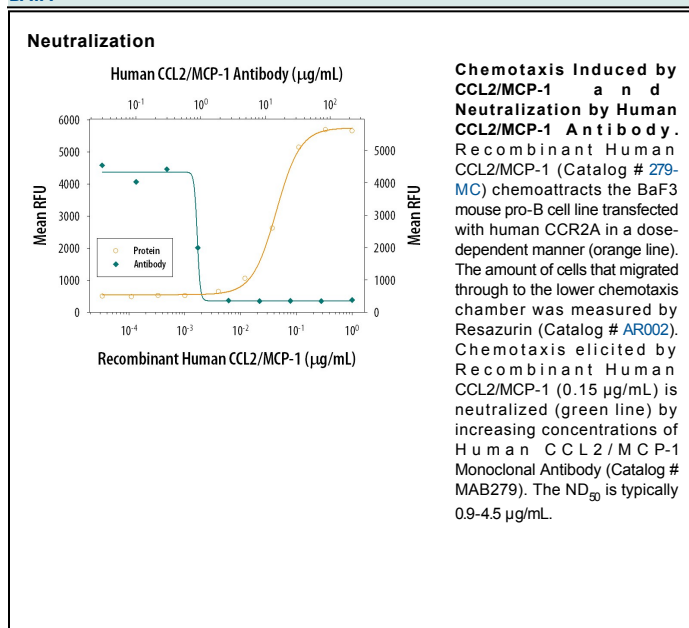 Neutralization
Human CCL2/MCP-1 Antibody (µg/mL)
10-1 100 101 102
6000
5000
4000
3000
2000
1000
0
Mean RFU
Protein
Antibody
5000
4000
3000
2000
1000
0
Mean RFU
10-4 10-3 10-2 10-1 100
Recombinant Human CCL2/MCP-1 (µg/mL)
Chemotaxis Induced by
CCL2/MCP-1 and
Neutralization by Human
CCL2/MCP-1 Antibody.
Recombinant Human
CCL2/MCP-1 (Catalog # 279-
MC) chemoattracts the BaF3
mouse pro-B cell line transfected
with human CCR2A in a dose-
dependent manner (orange line).
The amount of cells that migrated
through to the lower chemotaxis
chamber was measured by
Resazurin (Catalog # AR002).
Chemotaxis elicited by
Recombinant Human
CCL2/MCP-1 (0.15 µg/mL) is
neutralized (green line) by
increasing concentrations of
Human CCL2/MCP-1
Monoclonal Antibody (Catalog #
MAB279). The ND50 is typically
0.9-4.5 µg/mL.